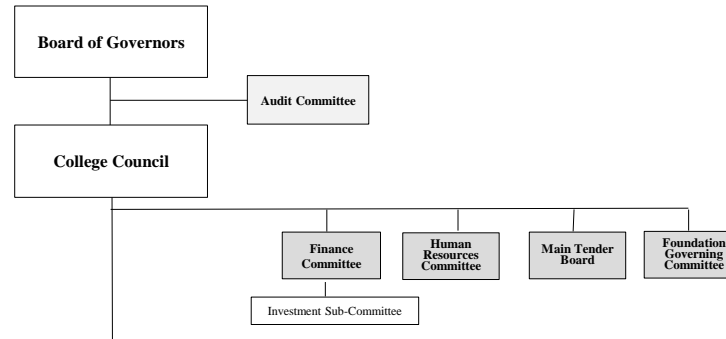 Board of Governors
Audit Committee
College Council
Finance
Committee
Human
Resources
Committee
Main Tender
Board
Foundation
Governing
Committee
Investment Sub-Committee